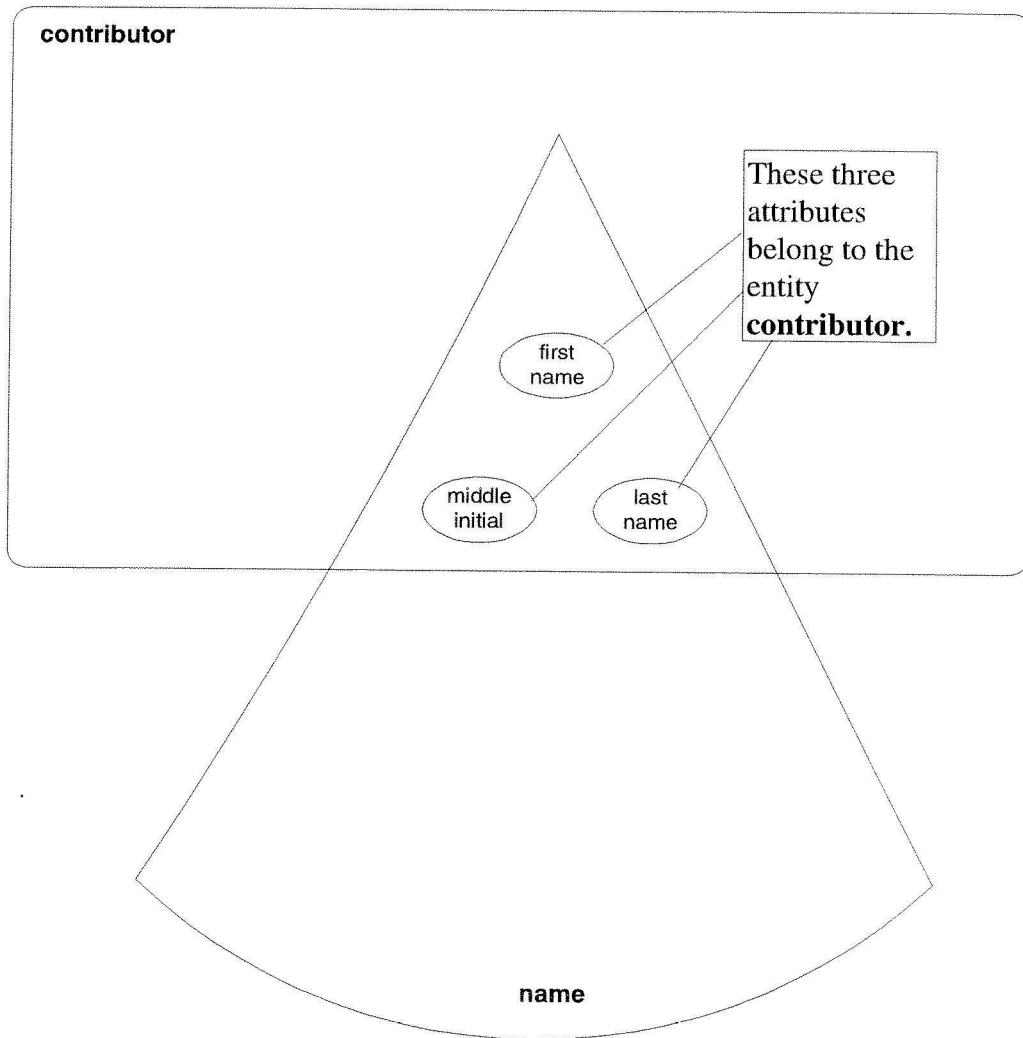 contributor
These three
attributes
belong to the
entity
contributor.
first
name
middle
initial
last
name
name